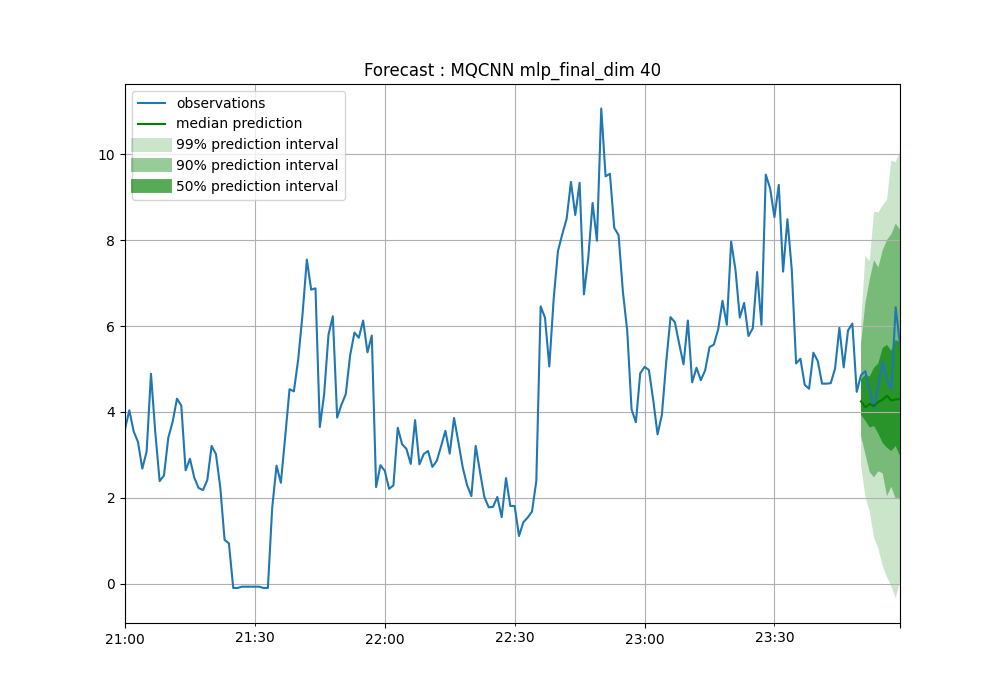 Forecast : MQCNN mlp_final_dim 40
observations
median prediction
99% prediction interval
90% prediction interval
50% prediction interval
10
8
6
4
2
0
21:00
21:30
22:00
22:30
23:00
23:30